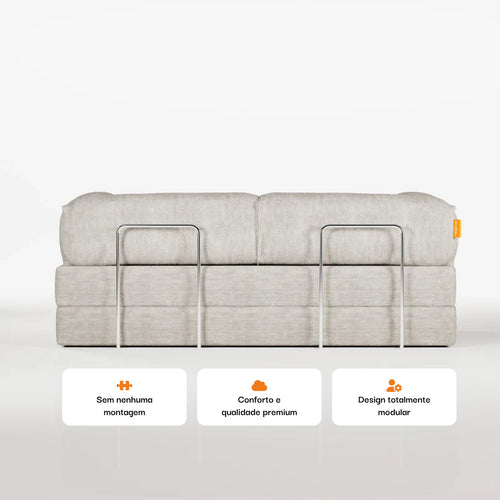 Sem nenhuma
montagem
Conforto e
qualidade premium
Design totalmente
modular